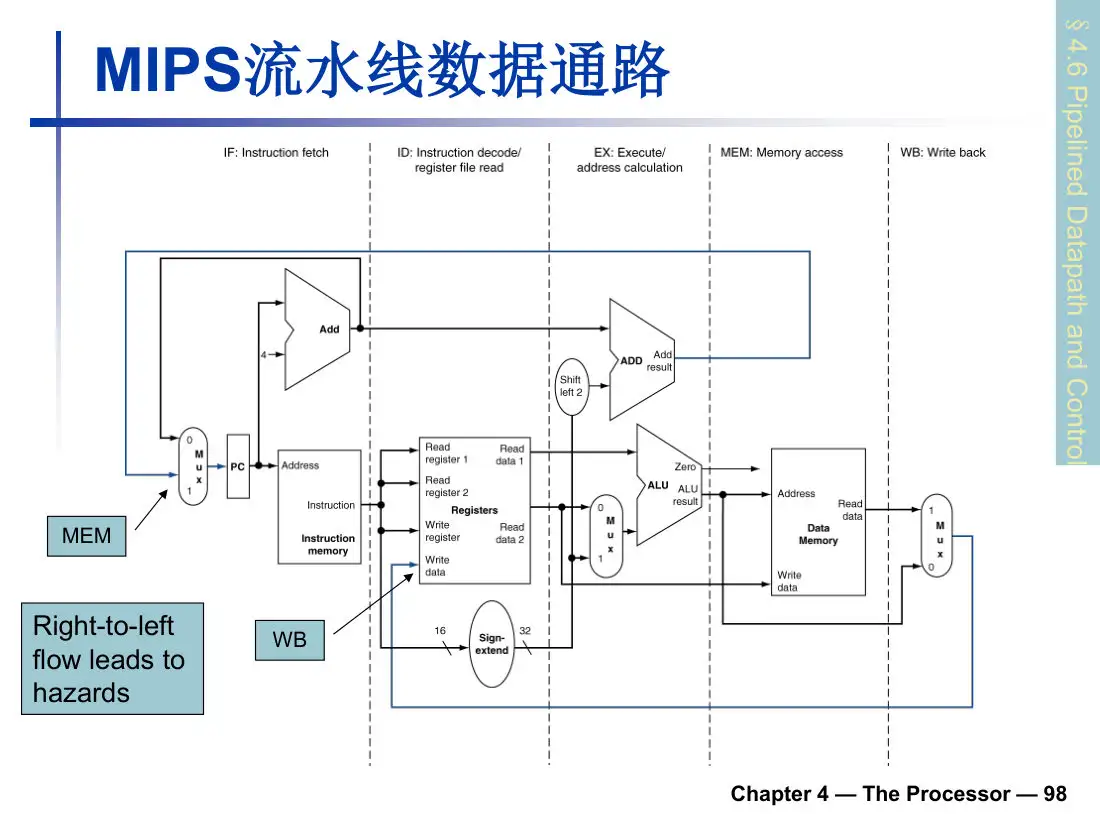 MIPS流水线数据通路
§ 4.6 Pipelined Datapath and Control
IF: Instruction fetch
ID: Instruction decode/
register file read
EX: Execute/
address calculation
MEM: Memory access
WB: Write back
Add
4
ADD
Add
result
Shift
left 2
0
M
u
x
1
PC
Address
Instruction
Instruction
memory
Read
register 1
Read
data 1
Read
register 2
Registers
Write
register
Read
data 2
Write
data
0
M
u
x
1
Zero
ALU
ALU
result
Address
Read
data
Data
Memory
Write
data
1
M
u
x
0
16
Sign-
extend
32
MEM
WB
Right-to-left
flow leads to
hazards
Chapter 4 — The Processor — 98